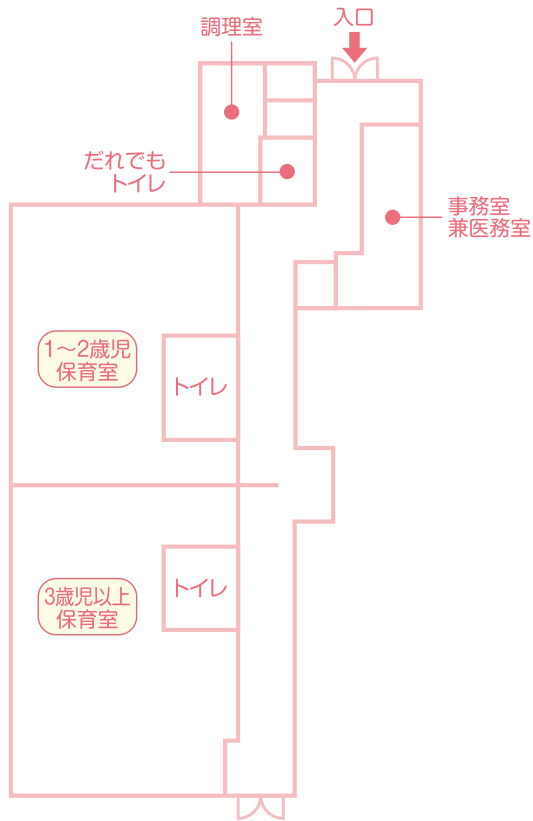 入口
調理室
だれでも
トイレ
事務室
兼医務室
1〜2歳児
保育室
トイレ
3歳児以上
保育室
トイレ